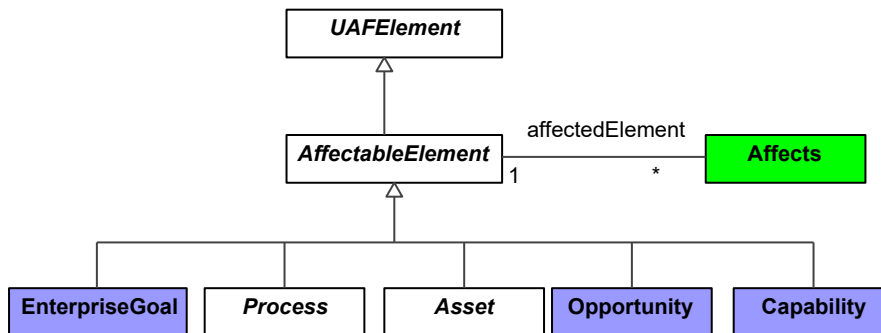 UAFElement
affectedElement
AffectableElement
Affects
1
*
EnterpriseGoal
Process
Asset
Opportunity
Capability